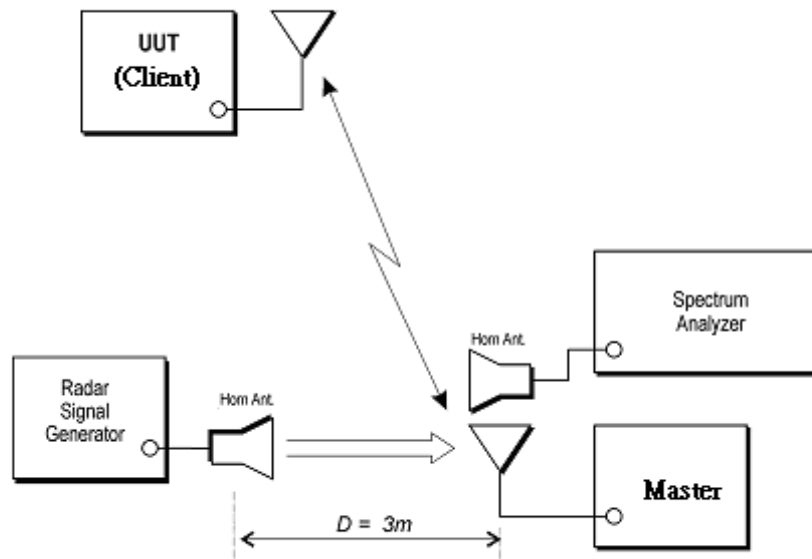 UUT
(Client)
Spectrum
Analyzer
Horn Ant.
Radar
Signal
Generator
Horn Ant.
Master
D = 3m